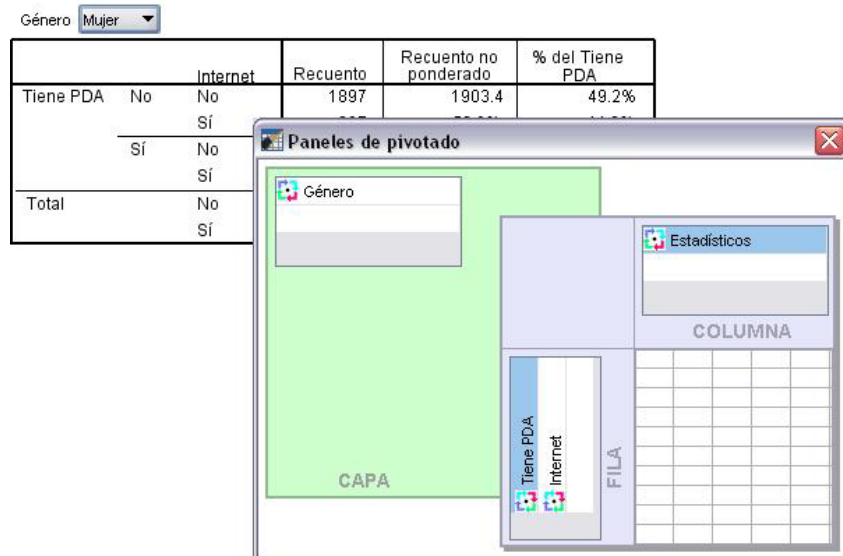 Género Mujer
Internet Recuento Recuento no ponderado % del Tiene PDA
Tiene PDA No No 1897 1903.4 49.2%
Sí
Sí No
Sí
Total No
Sí
Paneles de pivotado
Género
Estadísticos
COLUMNA
Tiene PDA
Internet
FILA
CAPA